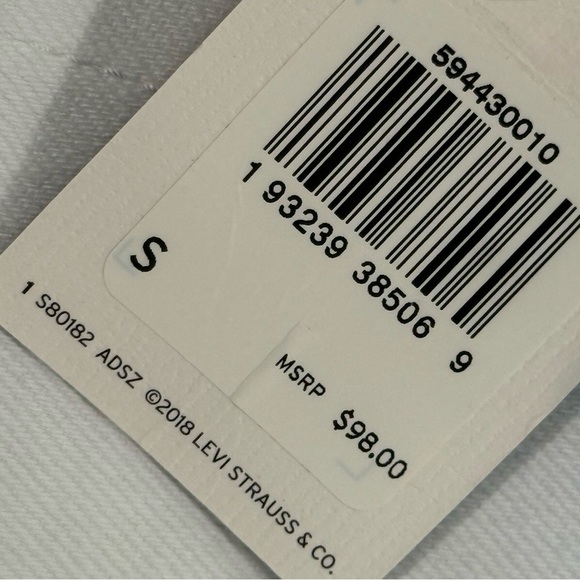 594430010
1 93239 38506 9
S
MSRP $98.00
1 S80182 ADSZ ©2018 LEVI STRAUSS & CO.